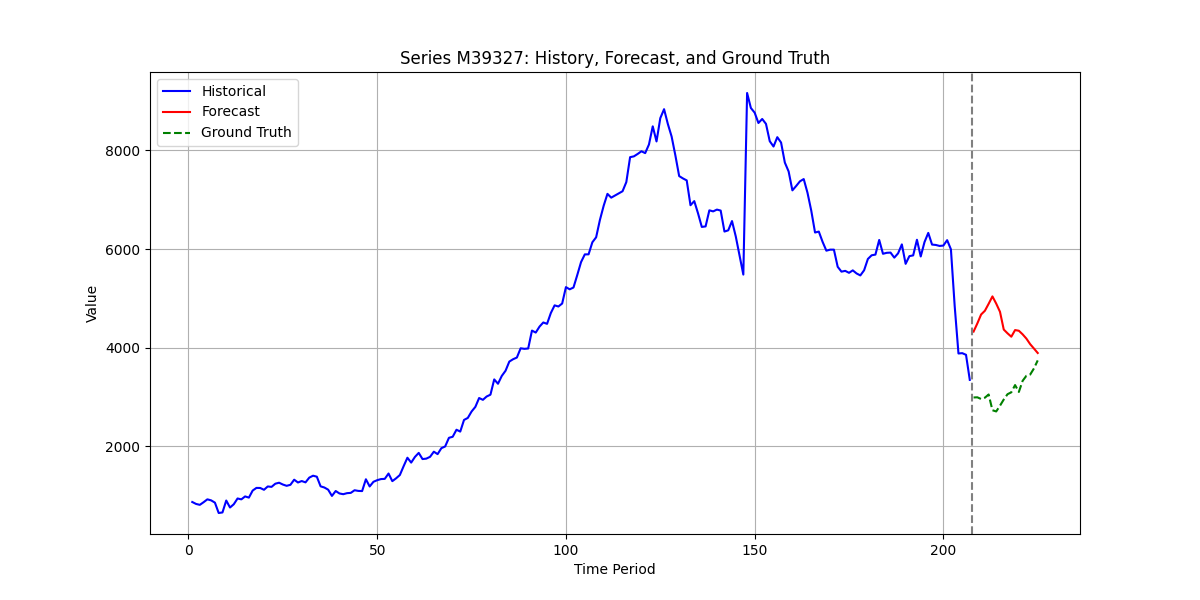 Series M39327: History, Forecast, and Ground Truth
Historical
Forecast
Ground Truth
Value
8000
6000
4000
2000
0
50
100
150
200
Time Period